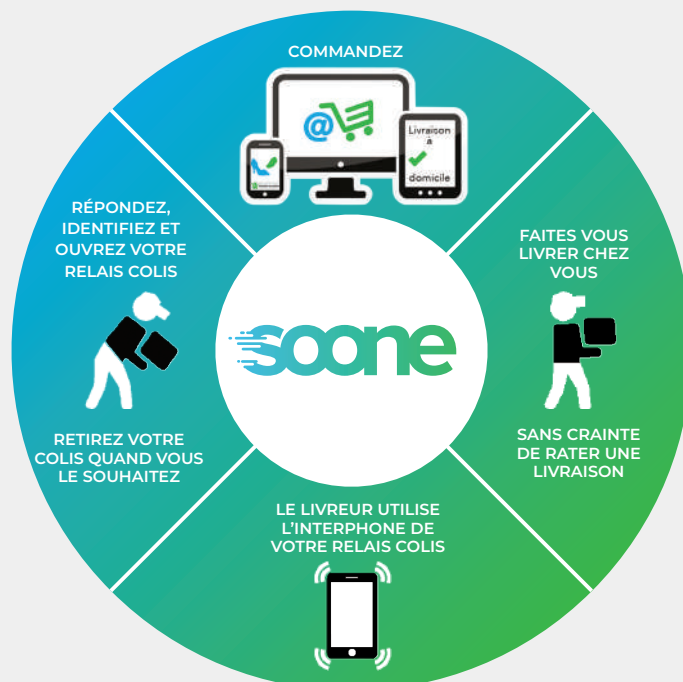 COMMANDEZ
@
Livraison
à
domicile
FAITES VOUS
LIVRER CHEZ
VOUS
SANS CRAINTE
DE RATER UNE
LIVRAISON
LE LIVREUR UTILISE
L'INTERPHONE DE
VOTRE RELAIS COLIS
RÉPONDEZ,
IDENTIFIEZ ET
OUVREZ VOTRE
RELAIS COLIS
RETIREZ VOTRE
COLIS QUAND VOUS
LE SOUHAITEZ
soone